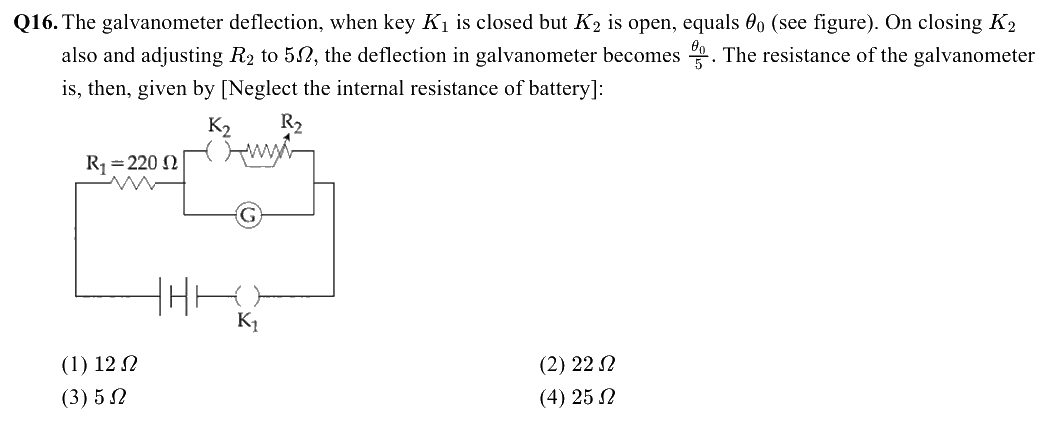 Q16. The galvanometer deflection, when key K₁ is closed but K₂ is open, equals θ₀ (see figure). On closing K₂
also and adjusting R₂ to 5Ω, the deflection in galvanometer becomes θ₀/5. The resistance of the galvanometer
is, then, given by [Neglect the internal resistance of battery]:
K₂ R₂
R₁ = 220 Ω
G
K₁
(1) 12 Ω (2) 22 Ω
(3) 5 Ω (4) 25 Ω